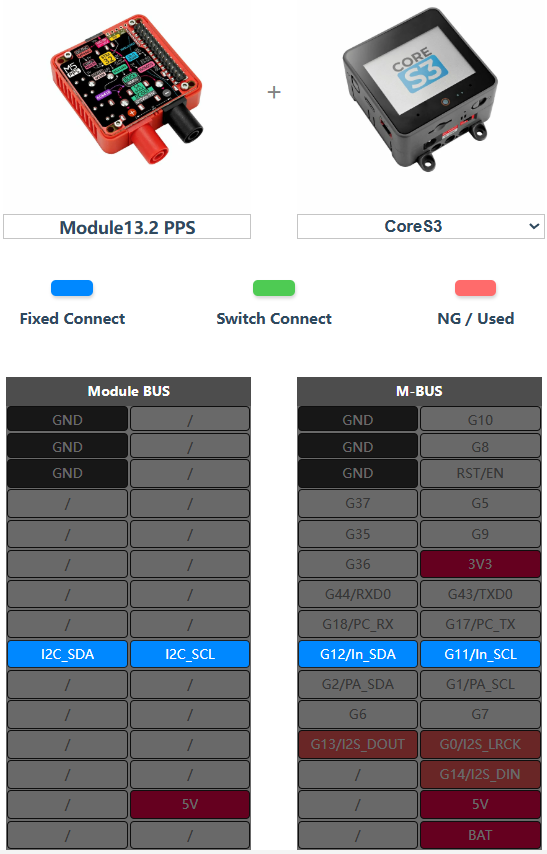 CORE
S3
+
Module13.2 PPS
CoreS3
Fixed Connect
Switch Connect
NG / Used
Module BUS
M-BUS
GND / GND G10
GND / GND G8
GND / GND RST/EN
/ / G37 G5
/ / G35 G9
/ / G36 3V3
/ / G44/RXD0 G43/TXD0
/ / G18/PC_RX G17/PC_TX
I2C_SDA I2C_SCL G12/In_SDA G11/In_SCL
/ / G2/PA_SDA G1/PA_SCL
/ / G6 G7
/ / G13/I2S_DOUT G0/I2S_LRCK
/ / / G14/I2S_DIN
/ 5V / 5V
/ / / BAT